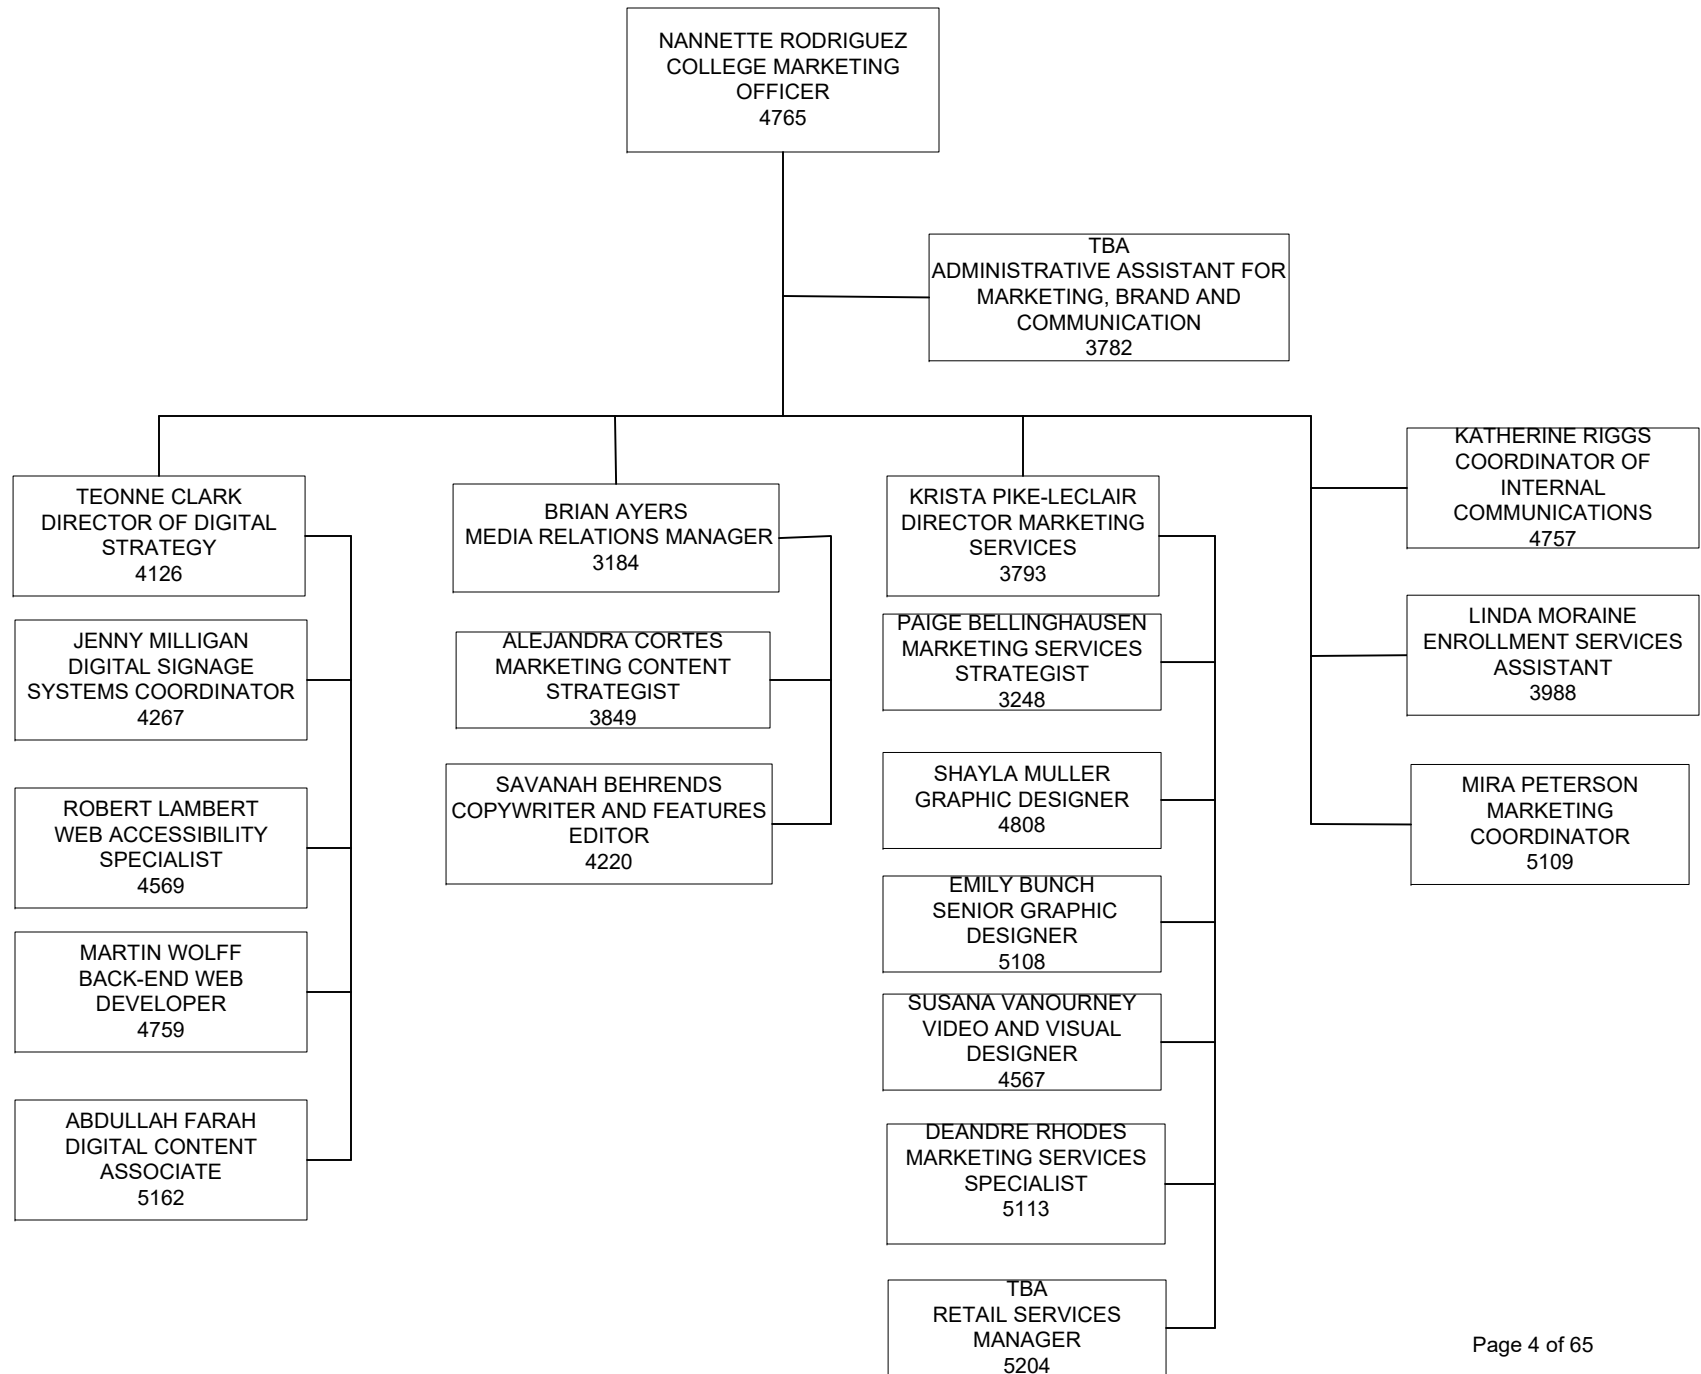 NANNETTE RODRIGUEZ
COLLEGE MARKETING
OFFICER
4765
TBA
ADMINISTRATIVE ASSISTANT FOR
MARKETING, BRAND AND
COMMUNICATION
3782
TEONNE CLARK
DIRECTOR OF DIGITAL
STRATEGY
4126
JENNY MILLIGAN
DIGITAL SIGNAGE
SYSTEMS COORDINATOR
4267
ROBERT LAMBERT
WEB ACCESSIBILITY
SPECIALIST
4569
MARTIN WOLFF
BACK-END WEB
DEVELOPER
4759
ABDULLAH FARAH
DIGITAL CONTENT
ASSOCIATE
5162
BRIAN AYERS
MEDIA RELATIONS MANAGER
3184
ALEJANDRA CORTES
MARKETING CONTENT
STRATEGIST
3849
SAVANAH BEHRENDS
COPYWRITER AND FEATURES
EDITOR
4220
KRISTA PIKE-LECLAIR
DIRECTOR MARKETING
SERVICES
3793
PAIGE BELLINGHAUSEN
MARKETING SERVICES
STRATEGIST
3248
SHAYLA MULLER
GRAPHIC DESIGNER
4808
EMILY BUNCH
SENIOR GRAPHIC
DESIGNER
5108
SUSANA VANOURNEY
VIDEO AND VISUAL
DESIGNER
4567
DEANDRE RHODES
MARKETING SERVICES
SPECIALIST
5113
TBA
RETAIL SERVICES
MANAGER
5204
KATHERINE RIGGS
COORDINATOR OF
INTERNAL
COMMUNICATIONS
4757
LINDA MORAINE
ENROLLMENT SERVICES
ASSISTANT
3988
MIRA PETERSON
MARKETING
COORDINATOR
5109
Page 4 of 65